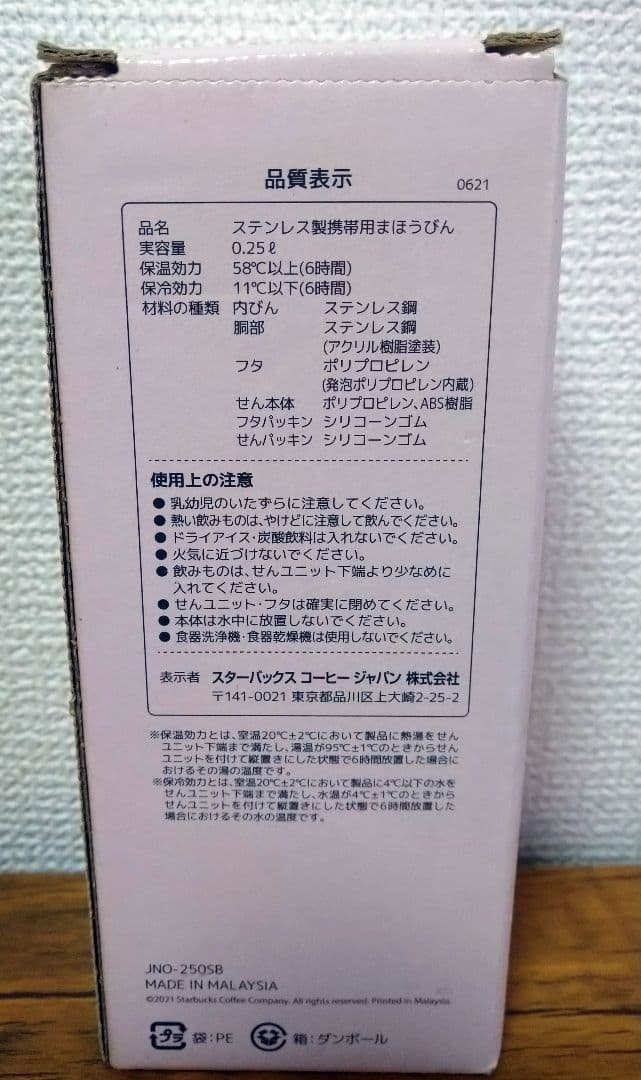 品質表示 0621
品名 ステンレス製携帯用まほうびん
実容量 0.25ℓ
保温効力 58℃以上(6時間)
保冷効力 11℃以下(6時間)
材料の種類 内びん ステンレス鋼
胴部 ステンレス鋼
(アクリル樹脂塗装)
フタ ポリプロピレン
(発泡ポリプロピレン内蔵)
せん本体 ポリプロピレン、ABS樹脂
フタパッキン シリコーンゴム
せんパッキン シリコーンゴム
使用上の注意
● 乳幼児のいたずらに注意してください。
● 熱い飲みものは、やけどに注意して飲んでください。
● ドライアイス・炭酸飲料は入れないでください。
● 火気に近づけないでください。
● 飲みものは、せんユニット下端より少なめに
入れてください。
● せんユニット・フタは確実に閉めてください。
● 本体は水中に放置しないでください。
● 食器洗浄機・食器乾燥機は使用しないでください。
表示者 スターバックス コーヒー ジャパン 株式会社
〒141-0021 東京都品川区上大崎2-25-2
※保温効力とは、室温20℃±2℃において製品に熱湯をせん
ユニット下端まで満たし、湯温が95℃±1℃のときからせん
ユニットを付けて縦置きにした状態で6時間放置した場合に
おけるその湯の温度です。
※保冷効力とは、室温20℃±2℃において製品に4℃以下の水を
せんユニット下端まで満たし、水温が4℃±1℃のときから
せんユニットを付けて縦置きにした状態で6時間放置した
場合におけるその水の温度です。
JNO-250SB
MADE IN MALAYSIA
©2021 Starbucks Coffee Company. All rights reserved. Printed in Malaysia.
プラ 袋:PE 箱:ダンボール